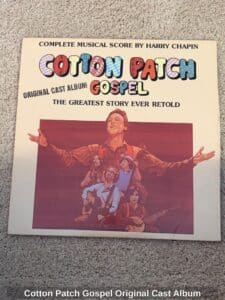 COMPLETE MUSICAL SCORE BY HARRY CHAPIN
COTTON PATCH
ORIGINAL CAST ALBUM
GOSPEL
THE GREATEST STORY EVER RETOLD
Cotton Patch Gospel Original Cast Album